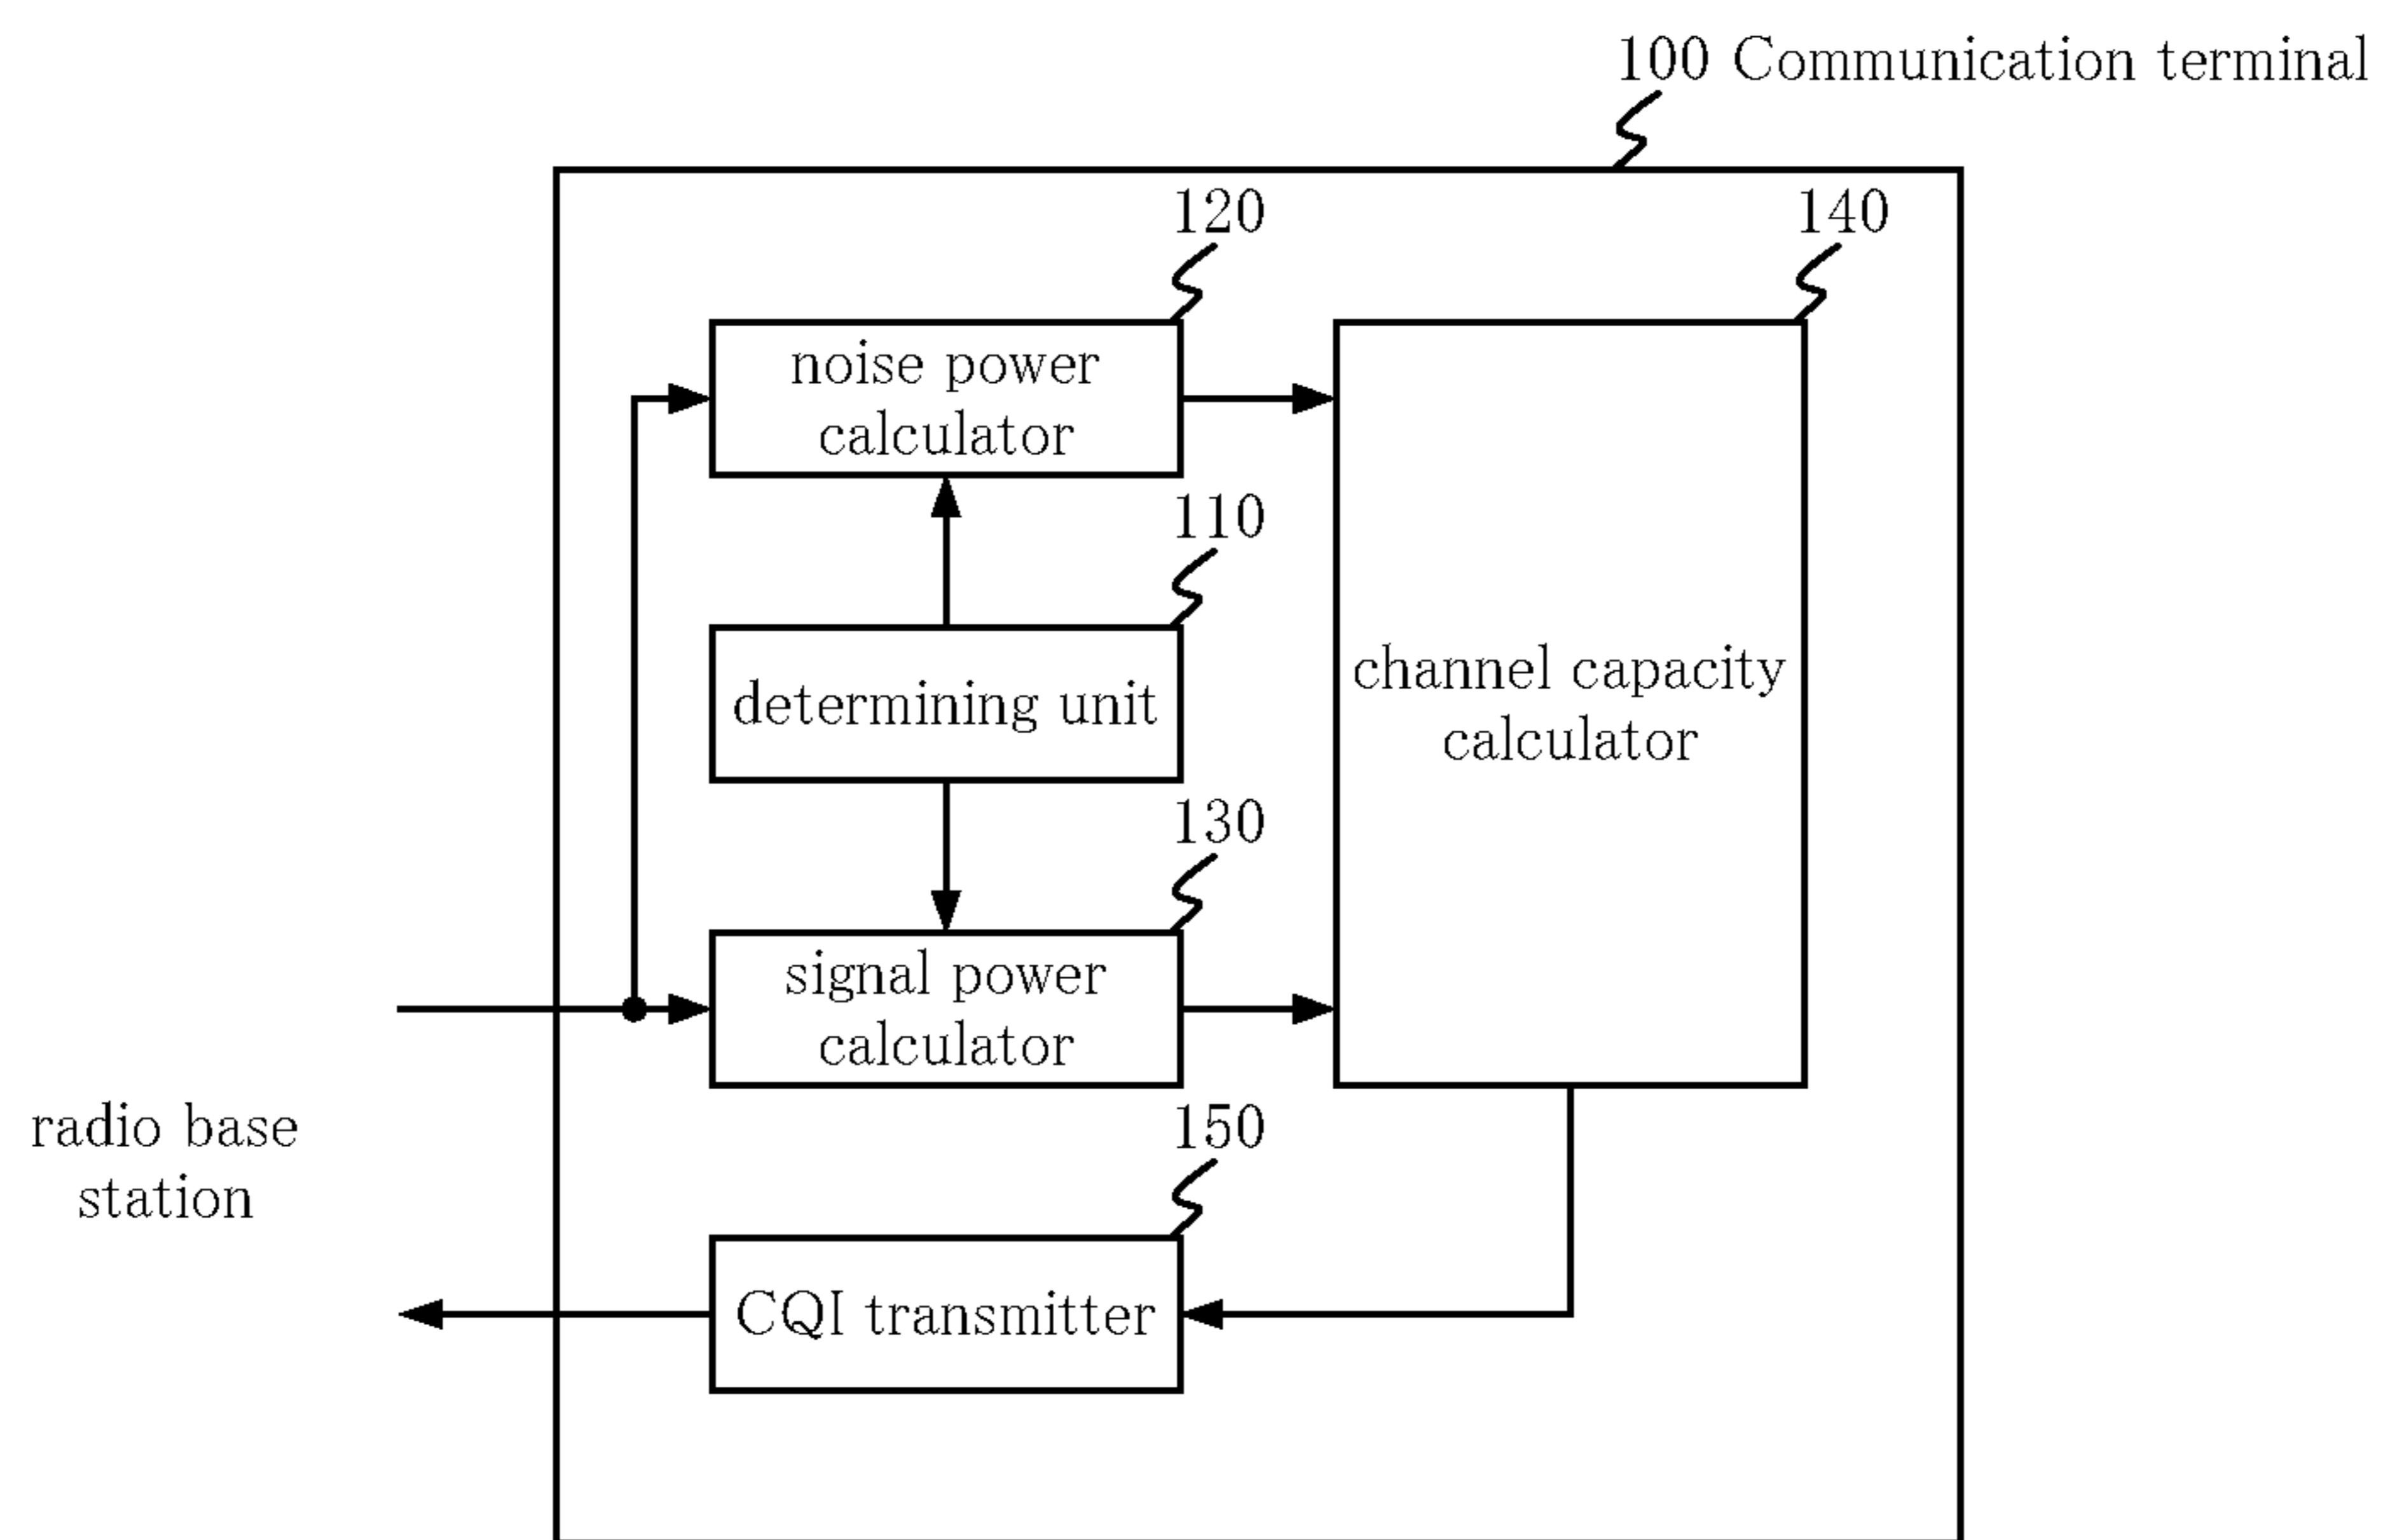 100 Communication terminal
120
140
noise power
calculator
110
determining unit
channel capacity
calculator
130
signal power
calculator
radio base
station
150
CQI transmitter